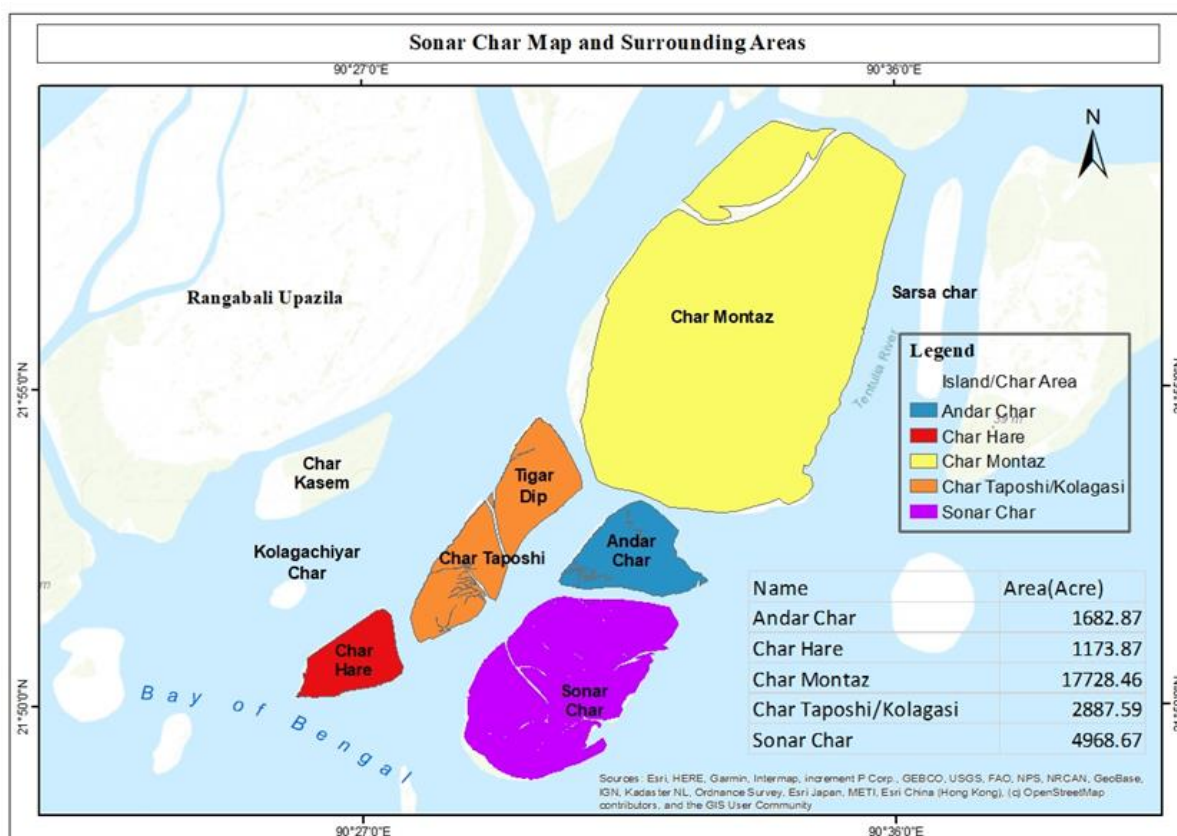 Sonar Char Map and Surrounding Areas
90°27'0"E
90°36'0"E
N
Rangabali Upazila
Char Montaz
Sarsa char
Tentulia River
21°55'0"N
Legend
Island/Char Area
Andar Char
Char Hare
Char Montaz
Char Taposhi/Kolagasi
Sonar Char
Char
Kasem
Tigar
Dip
Kolagachiyar
Char
Char Taposhi
Andar
Char
Char
Hare
Sonar
Char
Bay of Bengal
21°50'0"N
Name Area(Acre)
Andar Char 1682.87
Char Hare 1173.87
Char Montaz 17728.46
Char Taposhi/Kolagasi 2887.59
Sonar Char 4968.67
Sources: Esri, HERE, Garmin, Intermap, increment P Corp., GEBCO, USGS, FAO, NPS, NRCAN, GeoBase,
IGN, Kadaster NL, Ordnance Survey, Esri Japan, METI, Esri China (Hong Kong), (c) OpenStreetMap
contributors, and the GIS User Community
90°27'0"E
90°36'0"E